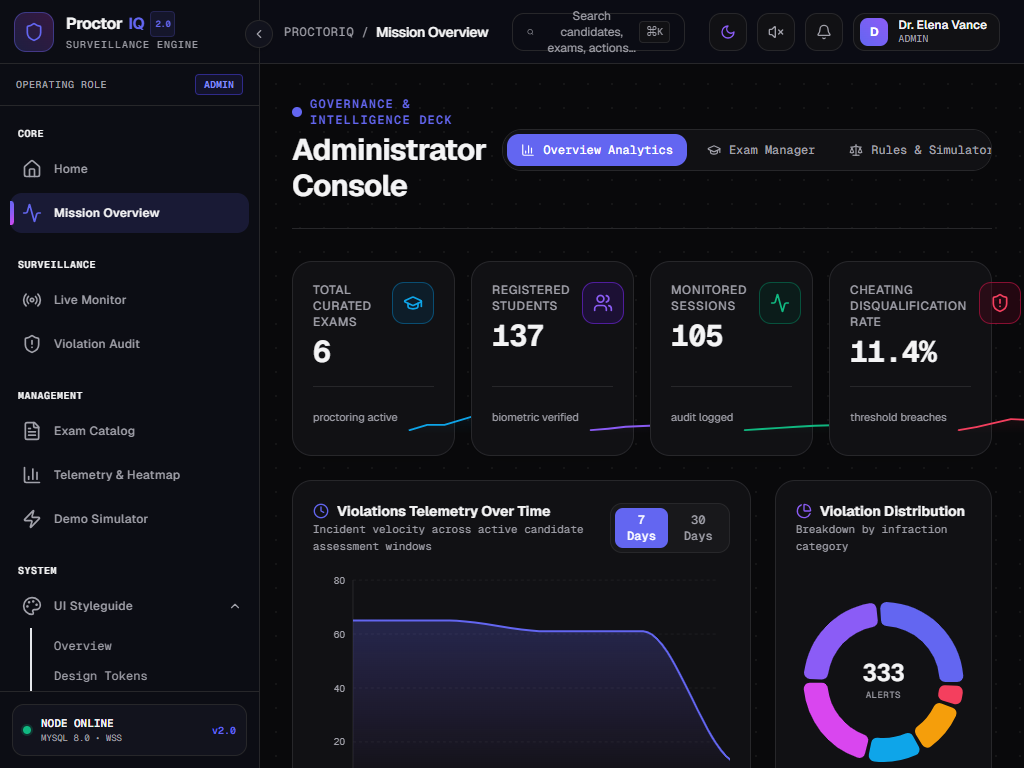 Proctor IQ 2.0
SURVEILLANCE ENGINE
OPERATING ROLE
ADMIN
CORE
Home
Mission Overview
SURVEILLANCE
Live Monitor
Violation Audit
MANAGEMENT
Exam Catalog
Telemetry & Heatmap
Demo Simulator
SYSTEM
UI Styleguide
Overview
Design Tokens
NODE ONLINE
MYSQL 8.0 • WSS
v2.0
PROCTORIQ / Mission Overview
Search
candidates,
exams, actions…
⌘K
D
Dr. Elena Vance
ADMIN
GOVERNANCE &
INTELLIGENCE DECK
Administrator
Console
Overview Analytics
Exam Manager
Rules & Simulator
TOTAL
CURATED
EXAMS
6
proctoring active
REGISTERED
STUDENTS
137
biometric verified
MONITORED
SESSIONS
105
audit logged
CHEATING
DISQUALIFICATION
RATE
11.4%
threshold breaches
Violations Telemetry Over Time
Incident velocity across active candidate
assessment windows
7
Days
30
Days
80
60
40
20
Violation Distribution
Breakdown by infraction
category
333
ALERTS